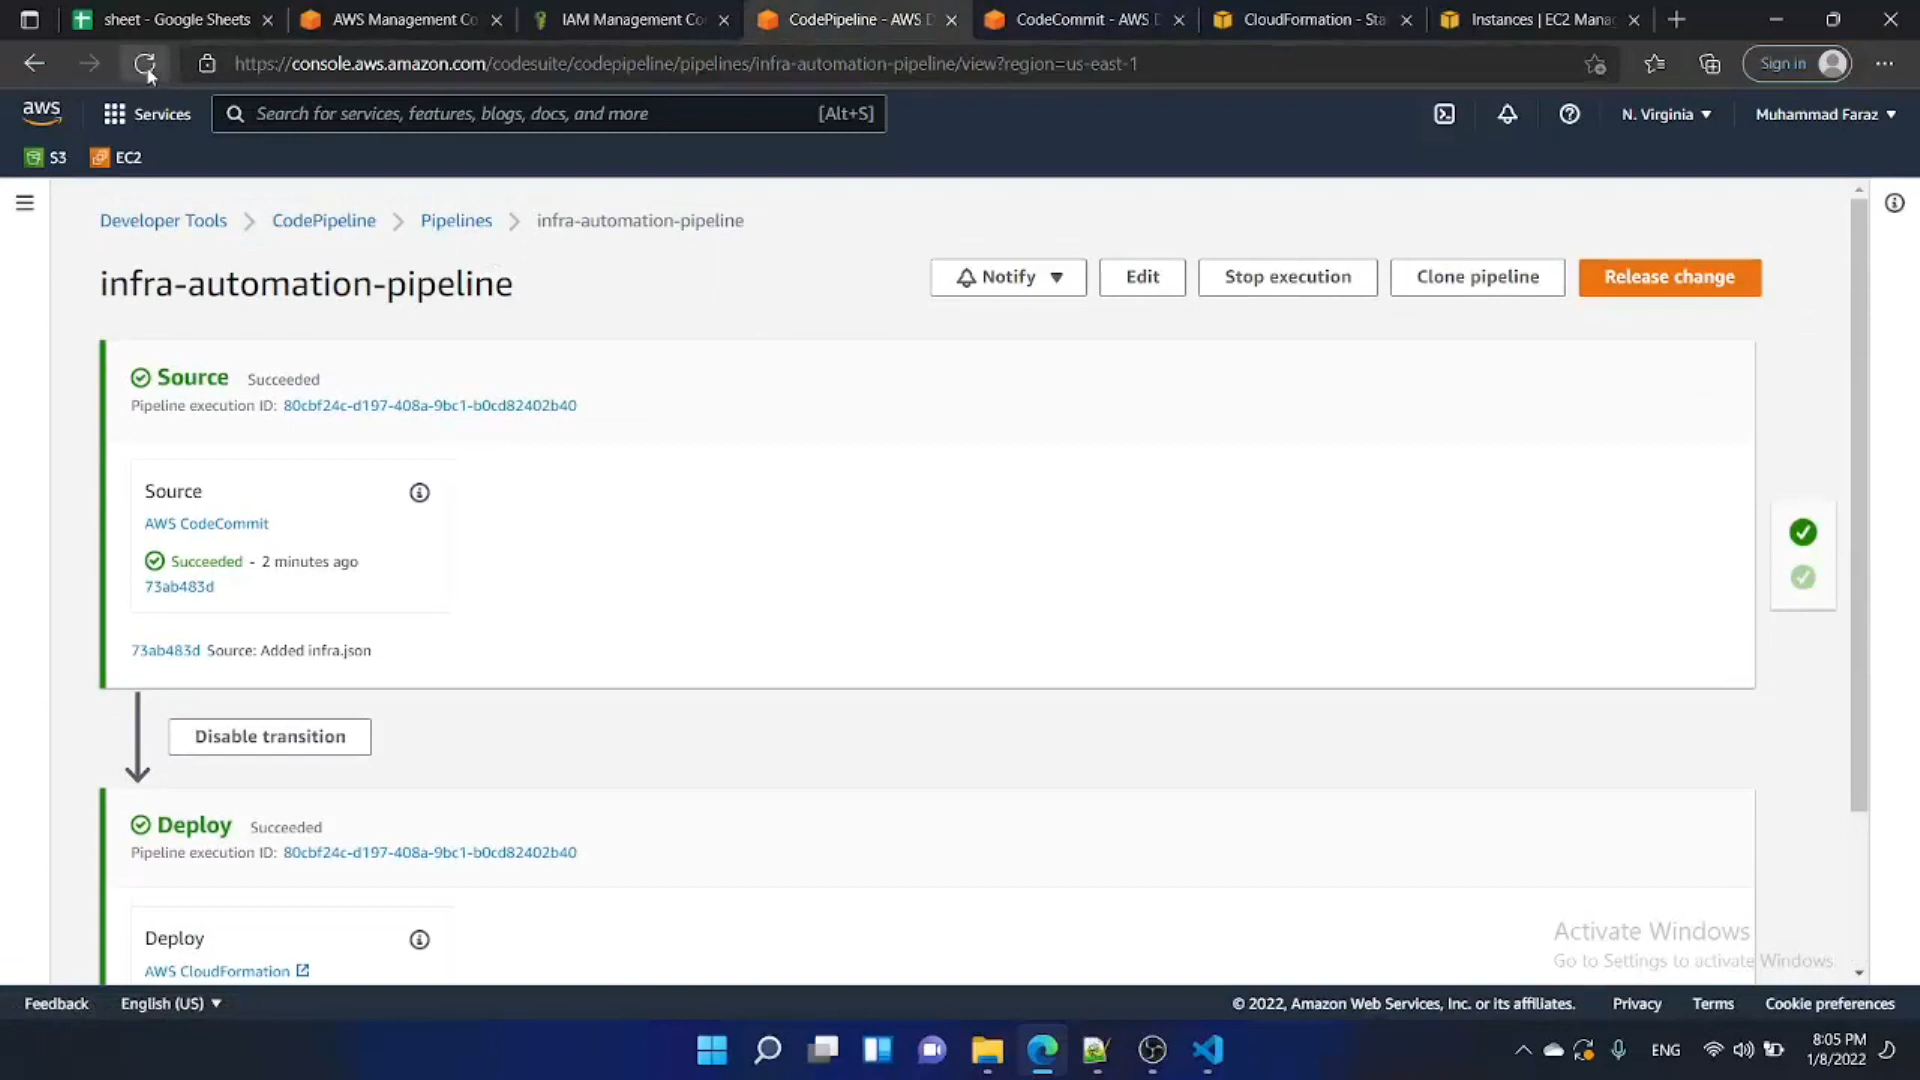 sheet - Google Sheets
AWS Management Co
IAM Management Co
CodePipeline - AWS D
CodeCommit - AWS D
CloudFormation - Sta
Instances | EC2 Mana
https://console.aws.amazon.com/codesuite/codepipeline/pipelines/infra-automation-pipeline/view?region=us-east-1
Sign in
aws
Services
Search for services, features, blogs, docs, and more
[Alt+S]
N. Virginia
Muhammad Faraz
S3
EC2
Developer Tools
CodePipeline
Pipelines
infra-automation-pipeline
infra-automation-pipeline
Notify
Edit
Stop execution
Clone pipeline
Release change
Source Succeeded
Pipeline execution ID: 80cbf24c-d197-408a-9bc1-b0cd82402b40
Source
AWS CodeCommit
Succeeded - 2 minutes ago
73ab483d
73ab483d Source: Added infra.json
Disable transition
Deploy Succeeded
Pipeline execution ID: 80cbf24c-d197-408a-9bc1-b0cd82402b40
Deploy
AWS CloudFormation
Activate Windows
Go to Settings to activate Windows.
Feedback
English (US)
© 2022, Amazon Web Services, Inc. or its affiliates.
Privacy
Terms
Cookie preferences
ENG
8:05 PM
1/8/2022